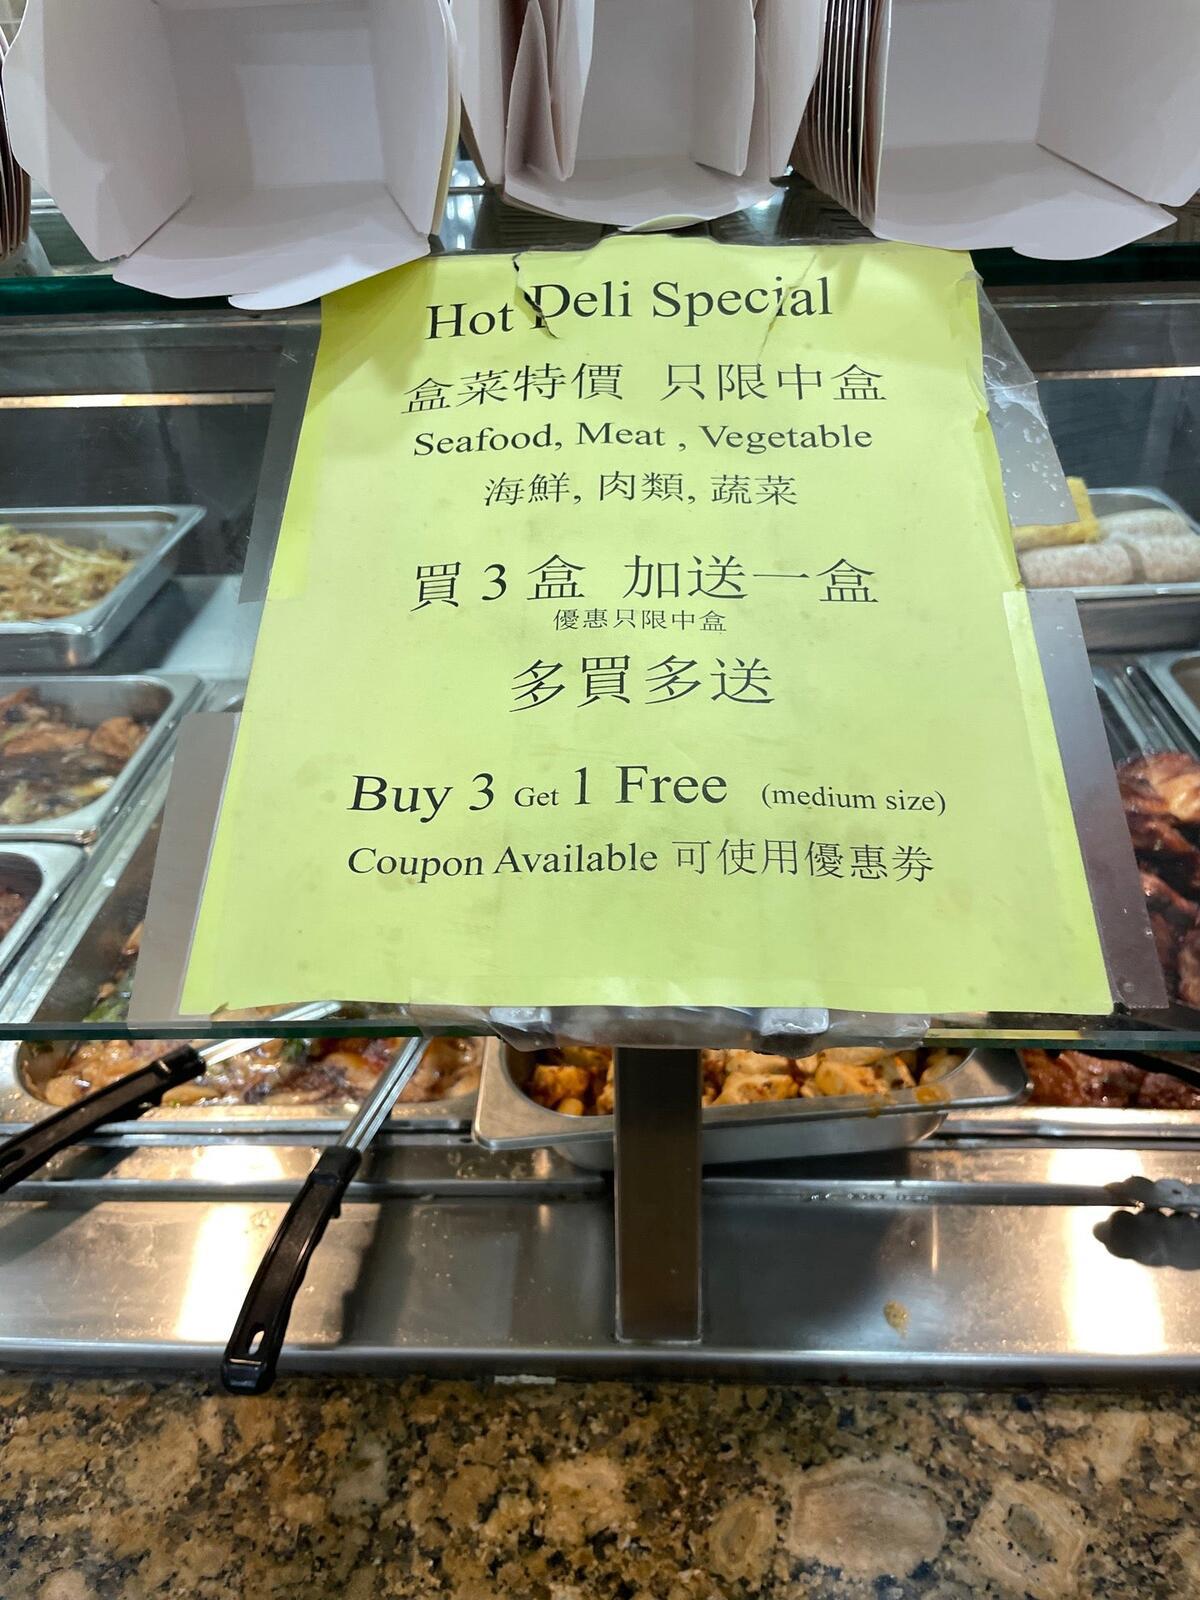 Hot Deli Special
盒菜特價 只限中盒
Seafood, Meat , Vegetable
海鮮, 肉類, 蔬菜
買 3 盒 加送一盒
優惠只限中盒
多買多送
Buy 3 Get 1 Free (medium size)
Coupon Available 可使用優惠券